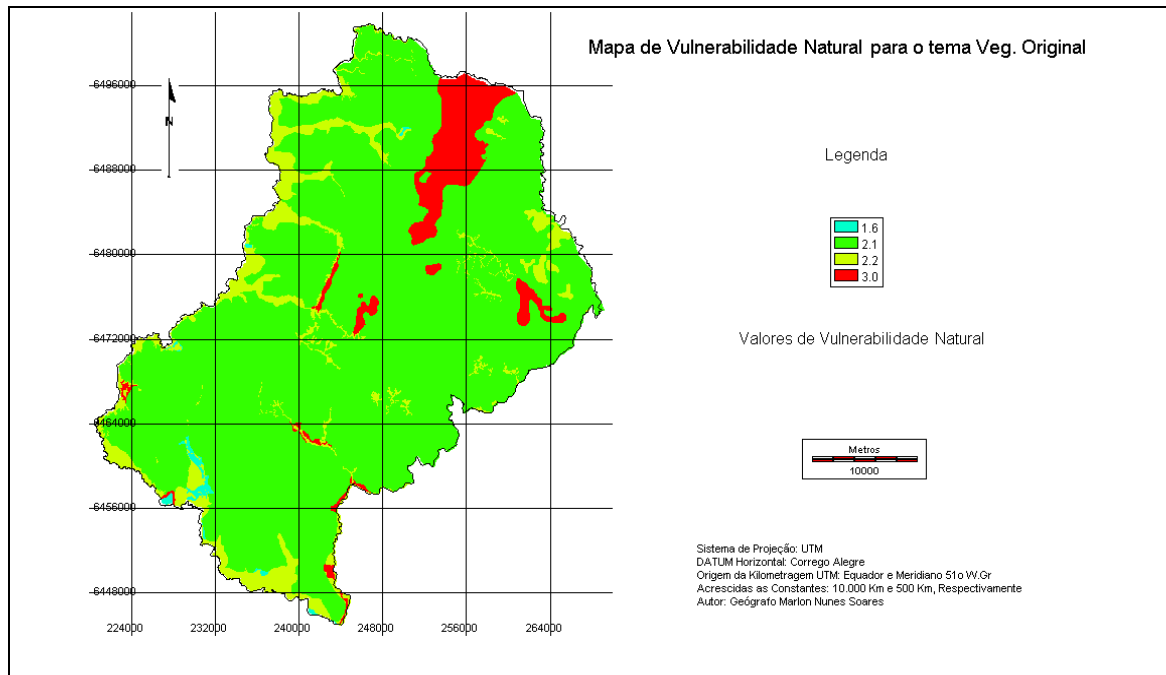 Mapa de Vulnerabilidade Natural para o tema Veg. Original
-6496000
N
-6488000
-6480000
-6472000
-6464000
-6456000
-6448000
224000 232000 240000 248000 256000 264000
Legenda
1.6
2.1
2.2
3.0
Valores de Vulnerabilidade Natural
Metros
10000
Sistema de Projeção: UTM
DATUM Horizontal: Corrego Alegre
Origem da Kilometragem UTM: Equador e Meridiano 51o W.Gr
Acrescidas as Constantes: 10.000 Km e 500 Km, Respectivamente
Autor: Geógrafo Marlon Nunes Soares